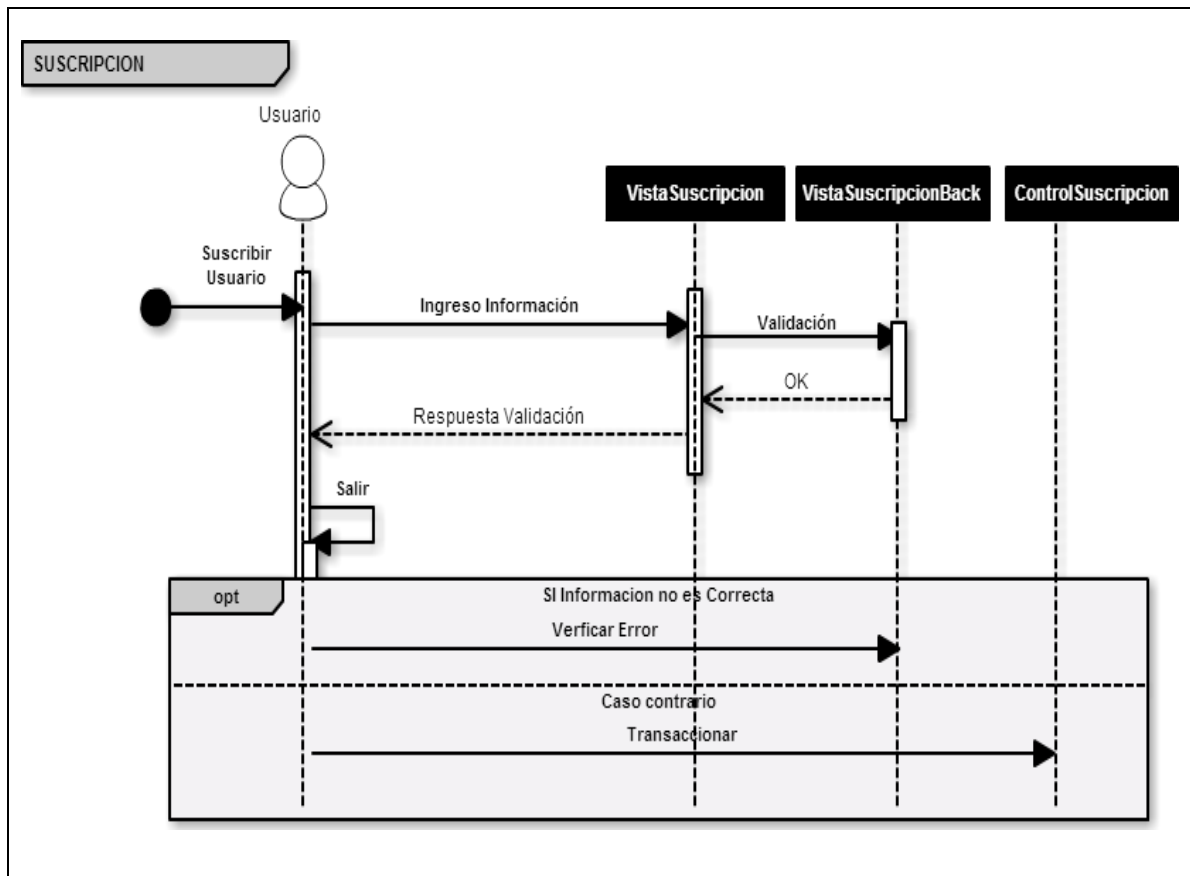 SUSCRIPCION
Usuario
VistaSuscripcion
VistaSuscripcionBack
ControlSuscripcion
Suscribir
Usuario
Ingreso Información
Validación
OK
Respuesta Validación
Salir
opt
SI Informacion no es Correcta
Verficar Error
Caso contrario
Transaccionar